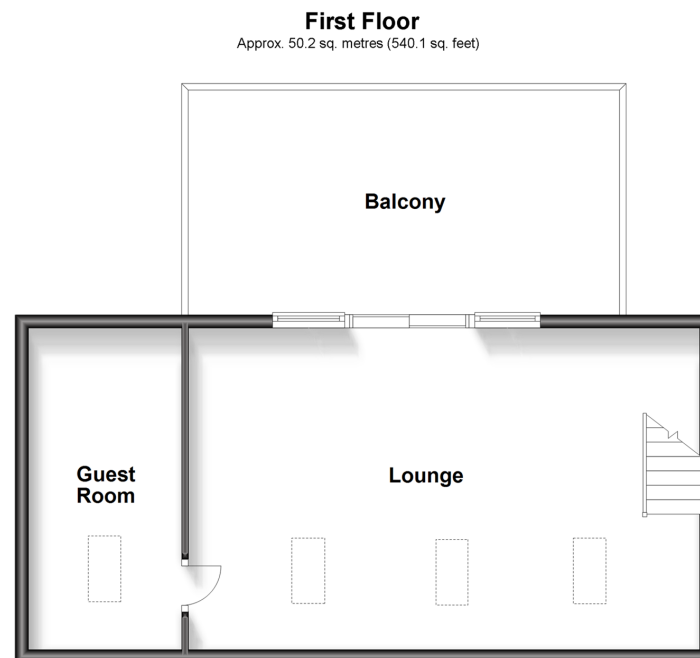 First Floor
Approx. 50.2 sq. metres (540.1 sq. feet)
Balcony
Guest
Room
Lounge